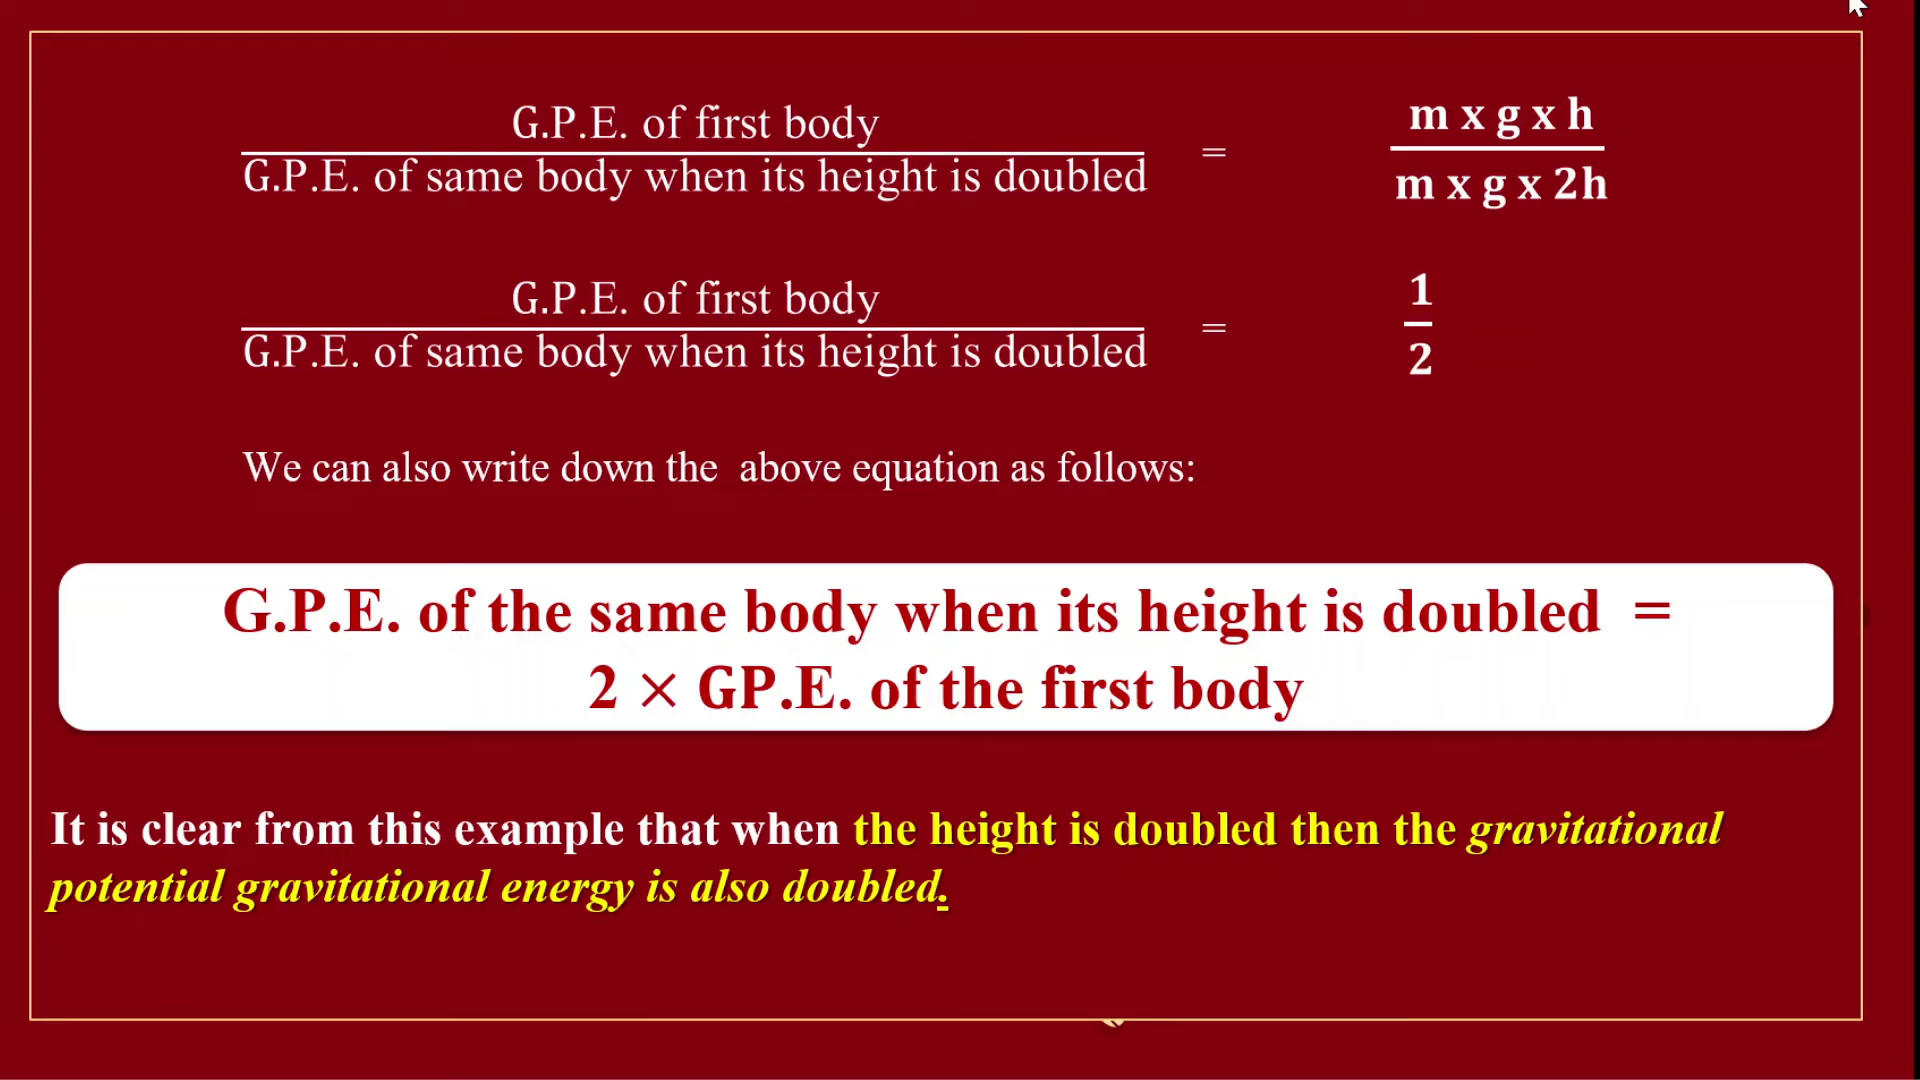 G.P.E. of first body
G.P.E. of same body when its height is doubled
=
m x g x h
m x g x 2h
G.P.E. of first body
G.P.E. of same body when its height is doubled
=
1
2
We can also write down the above equation as follows:
G.P.E. of the same body when its height is doubled =
2 × GP.E. of the first body
It is clear from this example that when the height is doubled then the gravitational
potential gravitational energy is also doubled.